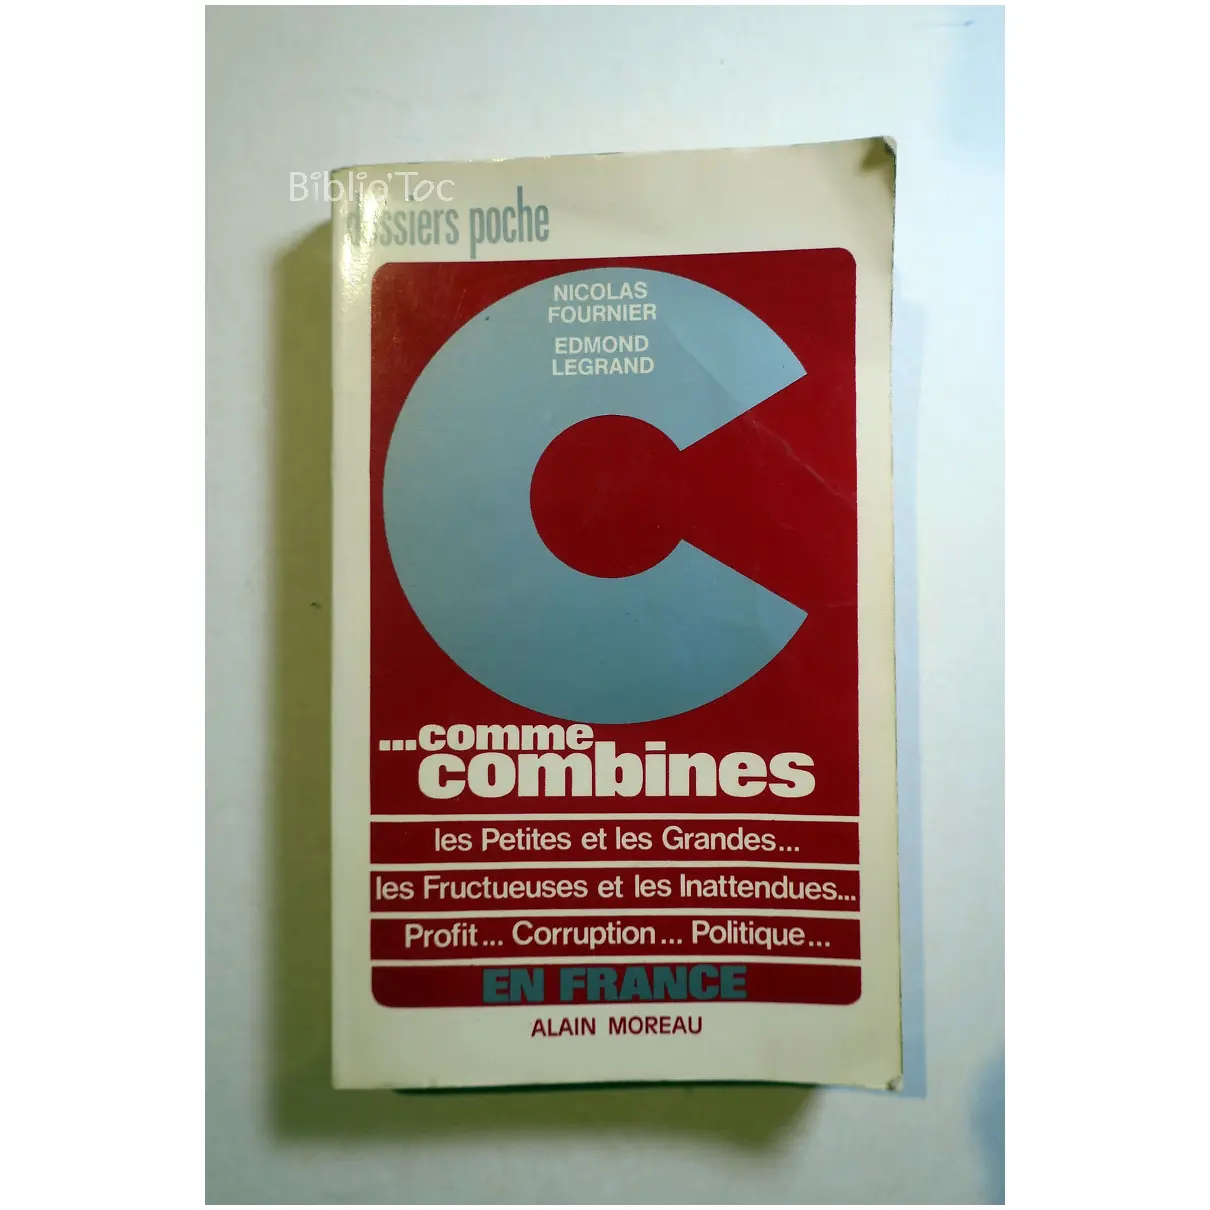 Biblio'Toc
dossiers poche
NICOLAS
FOURNIER
EDMOND
LEGRAND
C
...comme
combines
les Petites et les Grandes...
les Fructueuses et les Inattendues...
Profit... Corruption... Politique...
EN FRANCE
ALAIN MOREAU